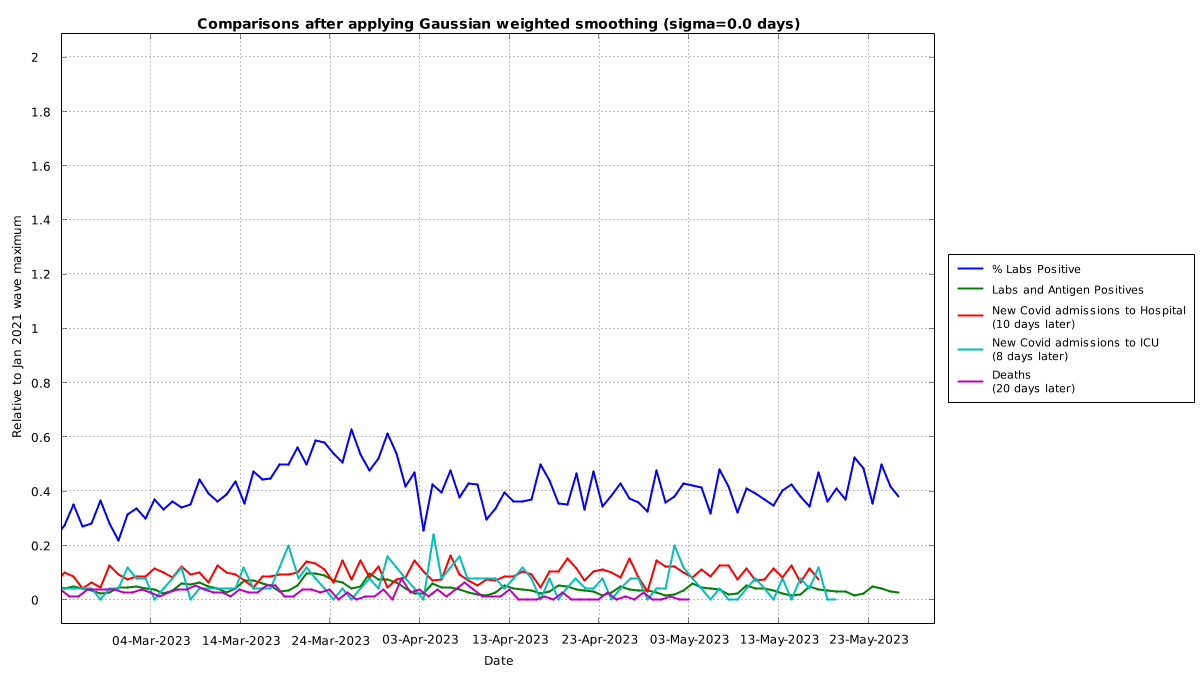 Comparisons after applying Gaussian weighted smoothing (sigma=0.0 days)
Relative to Jan 2021 wave maximum
2
1.8
1.6
1.4
1.2
1
0.8
0.6
0.4
0.2
0
04-Mar-2023 14-Mar-2023 24-Mar-2023 03-Apr-2023 13-Apr-2023 23-Apr-2023 03-May-2023 13-May-2023 23-May-2023
Date
% Labs Positive
Labs and Antigen Positives
New Covid admissions to Hospital
(10 days later)
New Covid admissions to ICU
(8 days later)
Deaths
(20 days later)